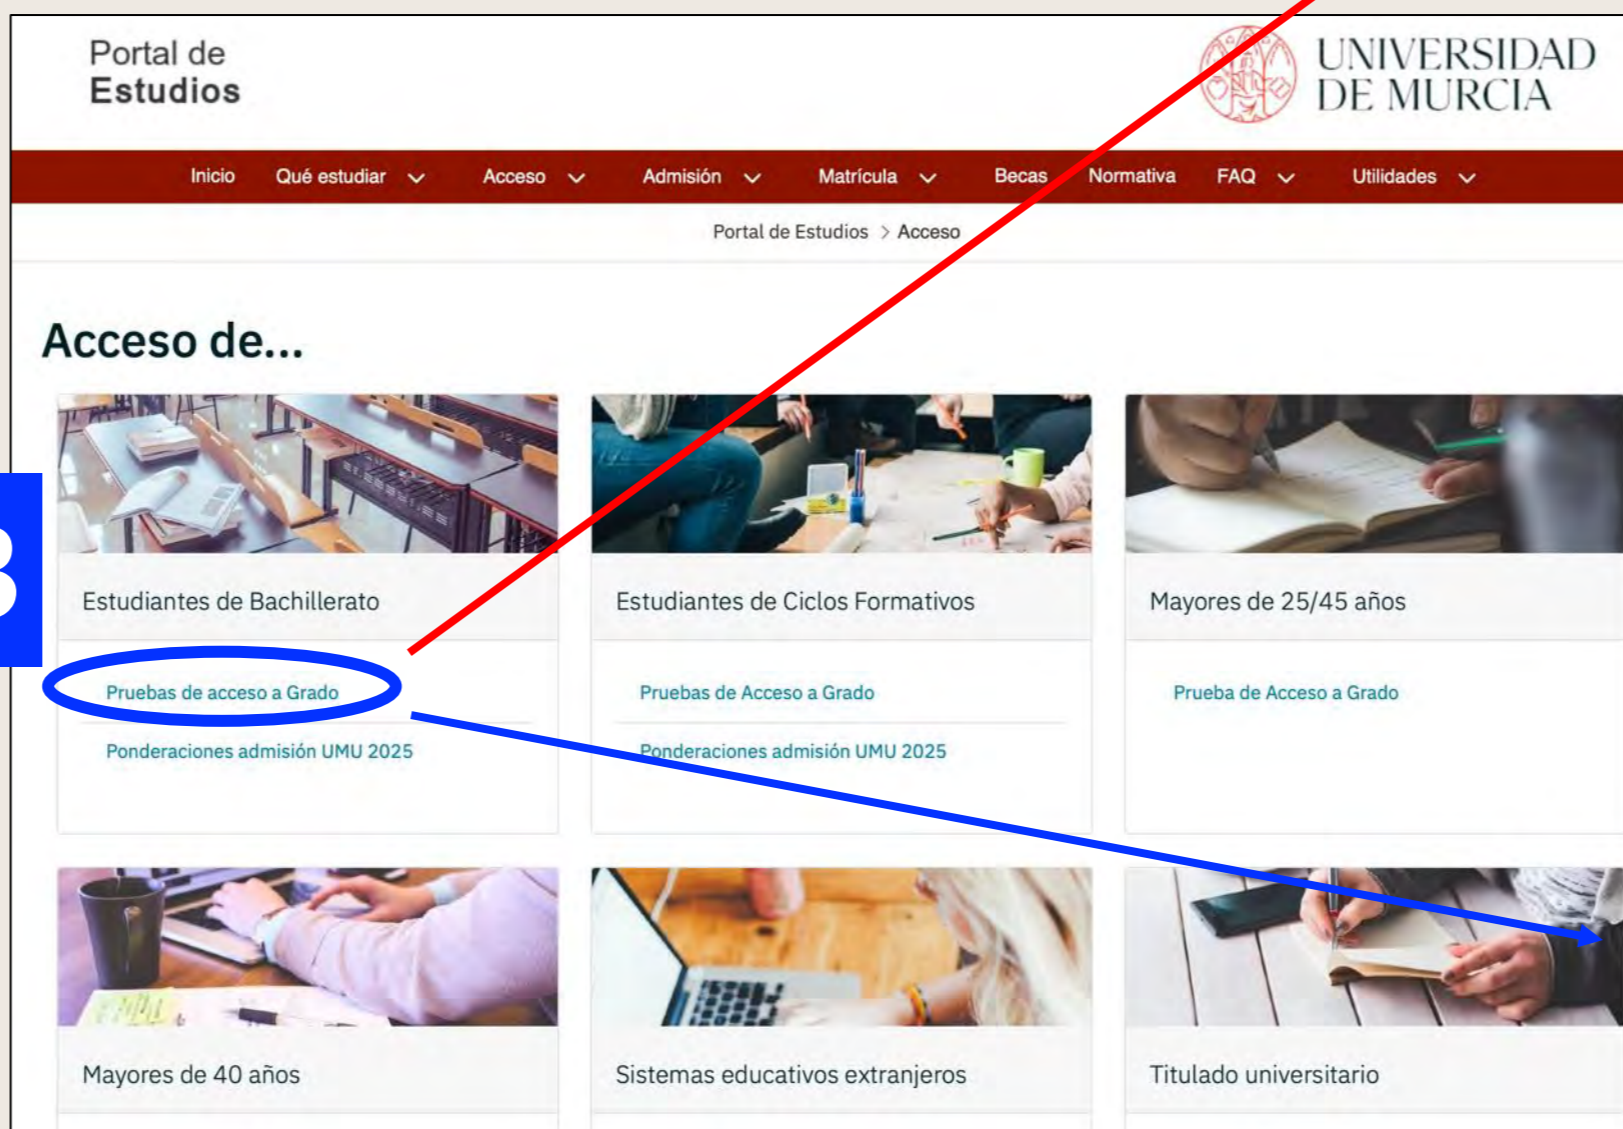 Portal de
Estudios
UNIVERSIDAD
DE MURCIA
Inicio Qué estudiar Acceso Admisión Matrícula Becas Normativa FAQ Utilidades
Portal de Estudios > Acceso
Acceso de...
Estudiantes de Bachillerato
Estudiantes de Ciclos Formativos
Mayores de 25/45 años
Pruebas de acceso a Grado
Pruebas de Acceso a Grado
Prueba de Acceso a Grado
Ponderaciones admisión UMU 2025
Ponderaciones admisión UMU 2025
Mayores de 40 años
Sistemas educativos extranjeros
Titulado universitario